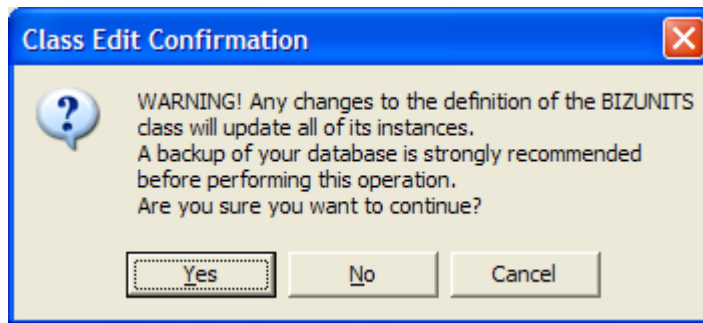 Class Edit Confirmation
WARNING! Any changes to the definition of the BIZUNITS
class will update all of its instances.
A backup of your database is strongly recommended
before performing this operation.
Are you sure you want to continue?
Yes No Cancel